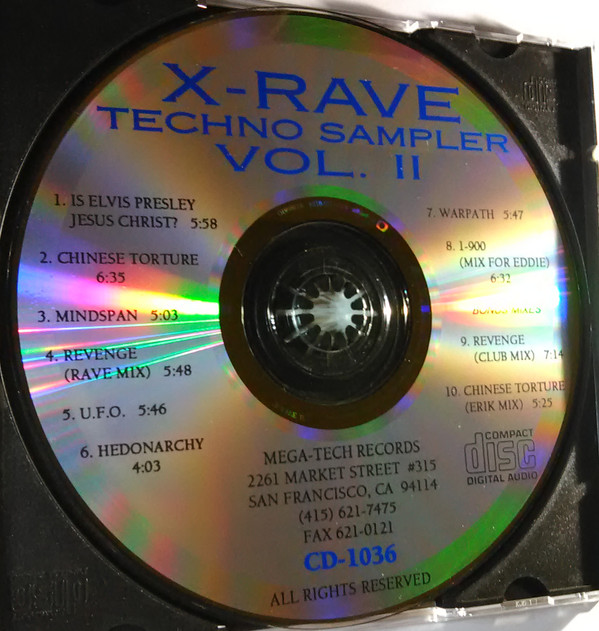 X-RAVE
TECHNO SAMPLER
VOL. II
1. IS ELVIS PRESLEY
JESUS CHRIST? 5:58
2. CHINESE TORTURE
6:35
3. MINDSPAN 5:03
4. REVENGE
(RAVE MIX) 5:48
5. U.F.O. 5:46
6. HEDONARCHY
4:03
7. WARPATH 5:47
8. 1-900
(MIX FOR EDDIE)
6:32
BONUS MIXES
9. REVENGE
(CLUB MIX) 7:14
10. CHINESE TORTURE
(ERIK MIX) 5:25
COMPACT
disc
DIGITAL AUDIO
MEGA-TECH RECORDS
2261 MARKET STREET #315
SAN FRANCISCO, CA 94114
(415) 621-7475
FAX 621-0121
CD-1036
ALL RIGHTS RESERVED